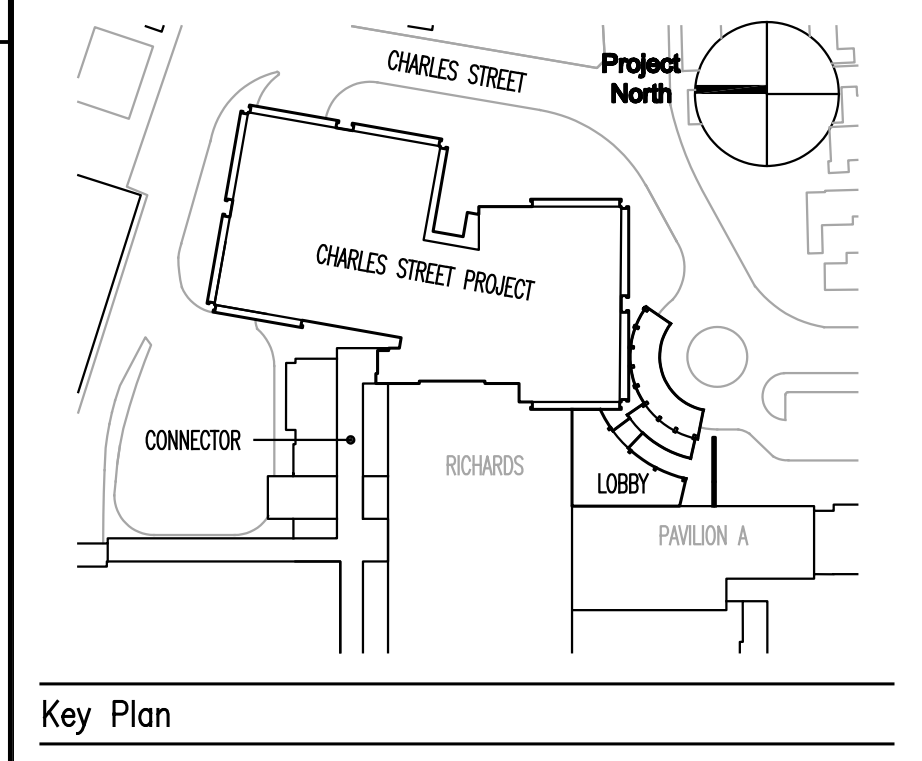 CHARLES STREET
Project
North
CHARLES STREET PROJECT
CONNECTOR
RICHARDS
LOBBY
PAVILION A
Key Plan